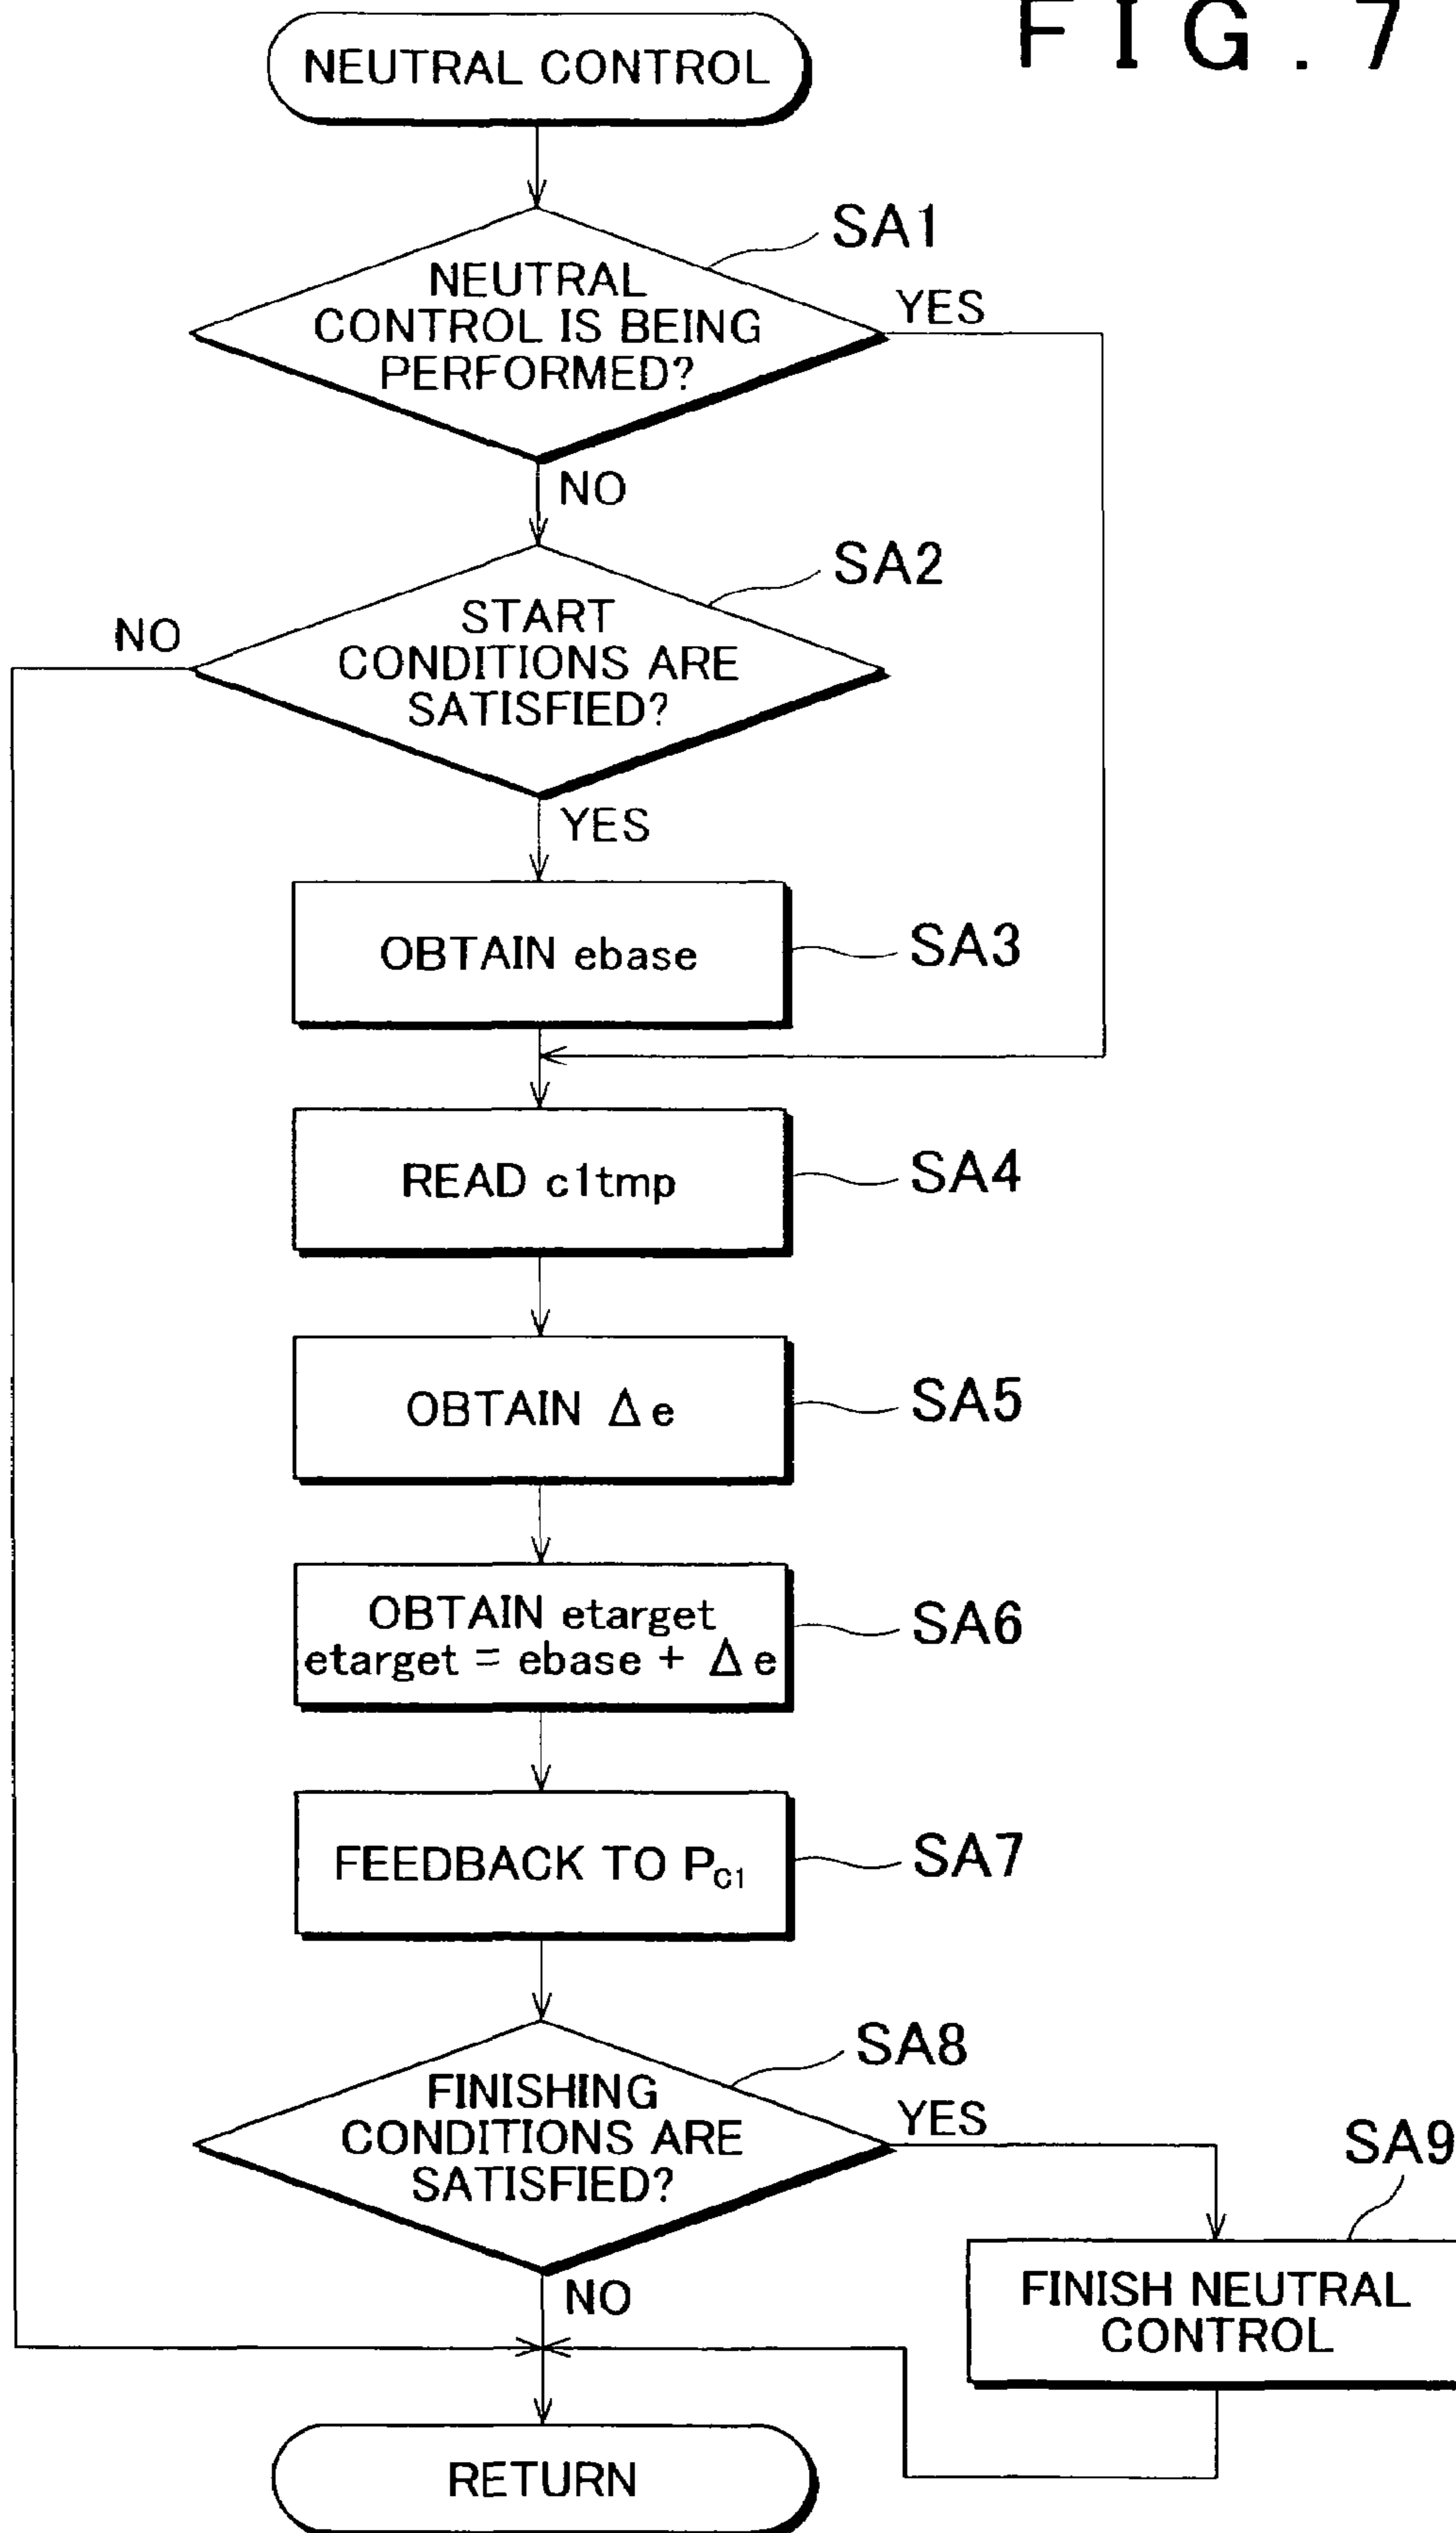 FIG. 7
NEUTRAL CONTROL
SA1
NEUTRAL
CONTROL IS BEING
PERFORMED?
YES
NO
SA2
START
CONDITIONS ARE
SATISFIED?
NO
YES
OBTAIN ebase
SA3
READ c1tmp
SA4
OBTAIN Δe
SA5
OBTAIN etarget
etarget = ebase + Δe
SA6
FEEDBACK TO PC1
SA7
SA8
FINISHING
CONDITIONS ARE
SATISFIED?
YES
NO
SA9
FINISH NEUTRAL
CONTROL
RETURN